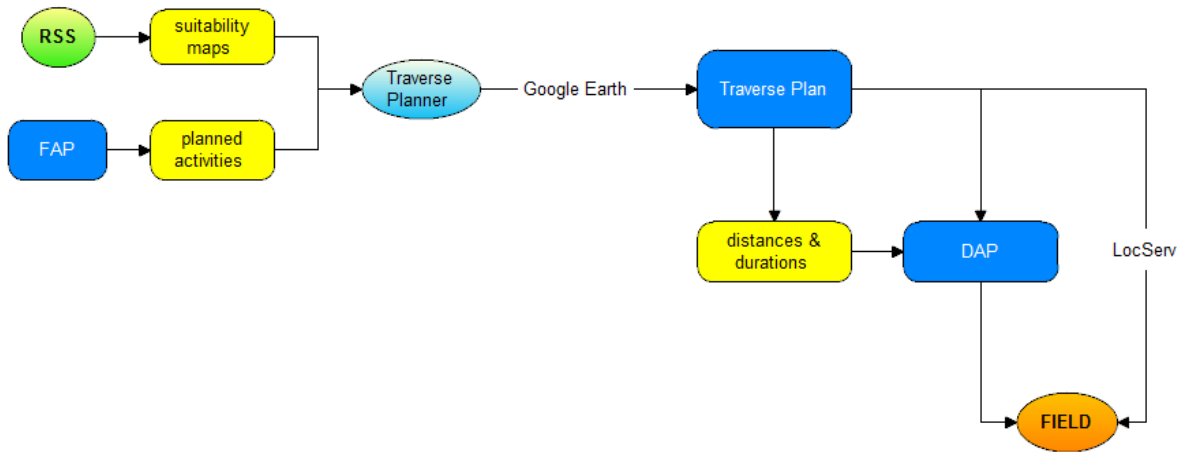 RSS
suitability
maps
FAP
planned
activities
Traverse
Planner
Google Earth
Traverse Plan
distances &
durations
DAP
LocServ
FIELD